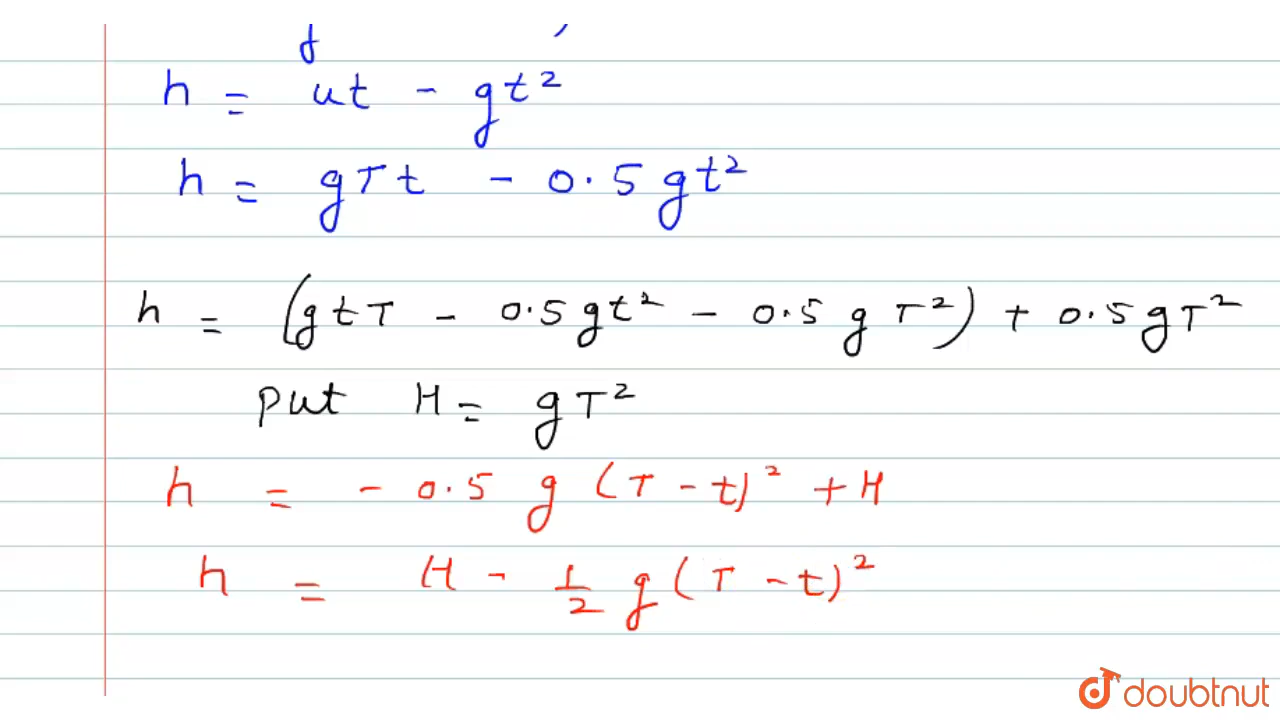 h = ut - gt²
h = gTt - 0.5gt²
h = (gtT - 0.5gt² - 0.5gT²) + 0.5gT²
put H = gT²
h = - 0.5 g (T - t)² + H
h = H - 1/2 g (T - t)²
doubtnut